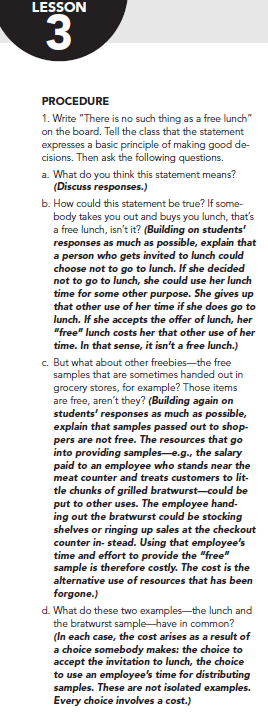 LESSON
3
PROCEDURE
1. Write "There is no such thing as a free lunch"
on the board. Tell the class that the statement
expresses a basic principle of making good de-
cisions. Then ask the following questions.
a. What do you think this statement means?
(Discuss responses.)
b. How could this statement be true? If some-
body takes you out and buys you lunch, that's
a free lunch, isn't it? (Building on students'
responses as much as possible, explain that
a person who gets invited to lunch could
choose not to go to lunch. If she decided
not to go to lunch, she could use her lunch
time for some other purpose. She gives up
that other use of her time if she does go to
lunch. If she accepts the offer of lunch, her
"free" lunch costs her that other use of her
time. In that sense, it isn't a free lunch.)
c. But what about other freebies—the free
samples that are sometimes handed out in
grocery stores, for example? Those items
are free, aren't they? (Building again on
students' responses as much as possible,
explain that samples passed out to shop-
pers are not free. The resources that go
into providing samples—e.g., the salary
paid to an employee who stands near the
meat counter and treats customers to lit-
tle chunks of grilled bratwurst—could be
put to other uses. The employee hand-
ing out the bratwurst could be stocking
shelves or ringing up sales at the checkout
counter in- stead. Using that employee's
time and effort to provide the "free"
sample is therefore costly. The cost is the
alternative use of resources that has been
forgone.)
d. What do these two examples—the lunch and
the bratwurst sample—have in common?
(In each case, the cost arises as a result of
a choice somebody makes: the choice to
accept the invitation to lunch, the choice
to use an employee's time for distributing
samples. These are not isolated examples.
Every choice involves a cost.)